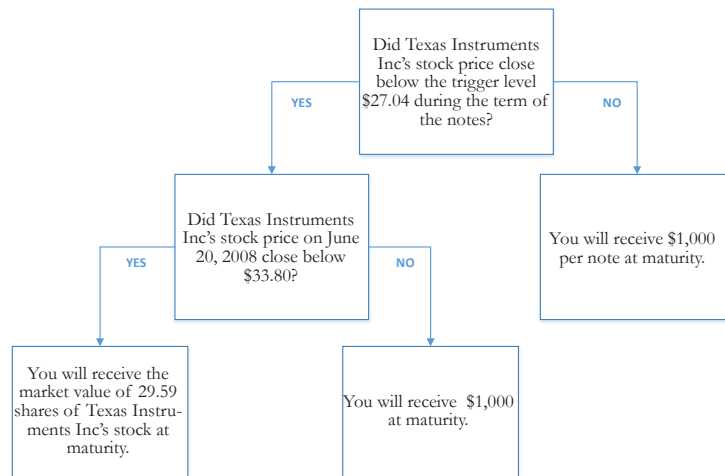 Did Texas Instruments
Inc's stock price close
below the trigger level
$27.04 during the term of
the notes?
YES
NO
Did Texas Instruments
Inc's stock price on June
20, 2008 close below
$33.80?
You will receive $1,000
per note at maturity.
YES
NO
You will receive the
market value of 29.59
shares of Texas Instru-
ments Inc's stock at
maturity.
You will receive $1,000
at maturity.